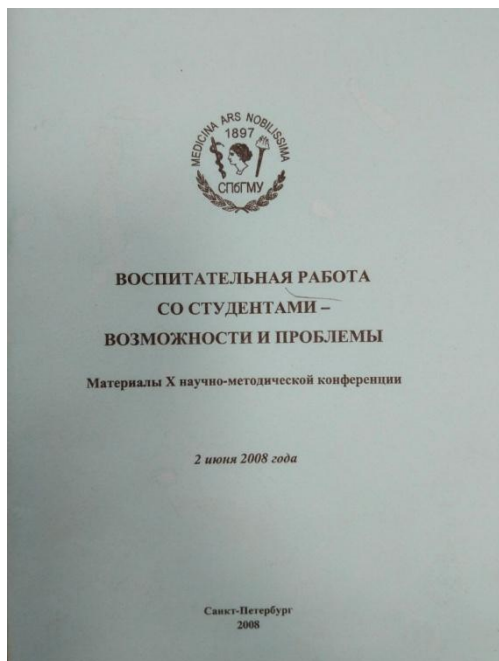 MEDICINA ARS NOBILISSIMA
1897
СПбГМУ
ВОСПИТАТЕЛЬНАЯ РАБОТА
СО СТУДЕНТАМИ –
ВОЗМОЖНОСТИ И ПРОБЛЕМЫ
Материалы X научно-методической конференции
2 июня 2008 года
Санкт-Петербург
2008